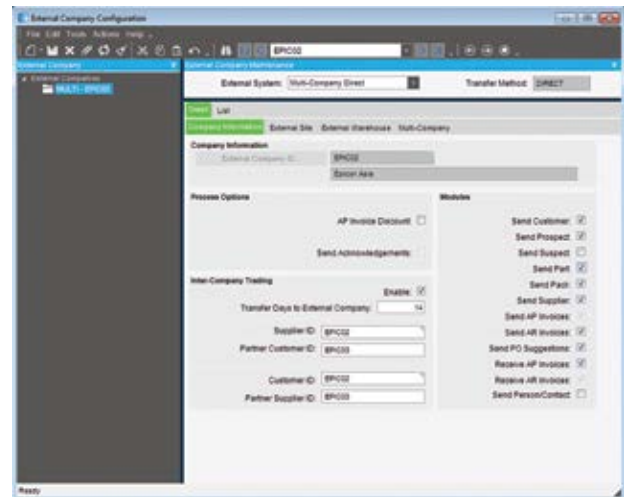 External Company Configuration
File Edit Tools Actions Help
EPIC02
External Company
External Company Maintenance
External Companies
MULTI - EPIC02
External System: Multi-Company Direct Transfer Method: DIRECT
Detail List
Company Information External Site External Warehouse Multi-Company
Company Information
External Company ID... EPIC02
Epicor Asia
Process Options Modules
AP Invoice Discount: Send Customer:
Send Prospect:
Send Acknowledgements: Send Suspect:
Send Part:
Inter-Company Trading Send Pack:
Enable: Send Supplier:
Transfer Days to External Company: 14
Send AP Invoices:
Supplier ID: EPIC02 Send AR Invoices:
Partner Customer ID: EPIC03 Send PO Suggestions:
Receive AP Invoices:
Customer ID: EPIC02 Receive AR Invoices:
Partner Supplier ID: EPIC03 Send Person/Contact:
Ready